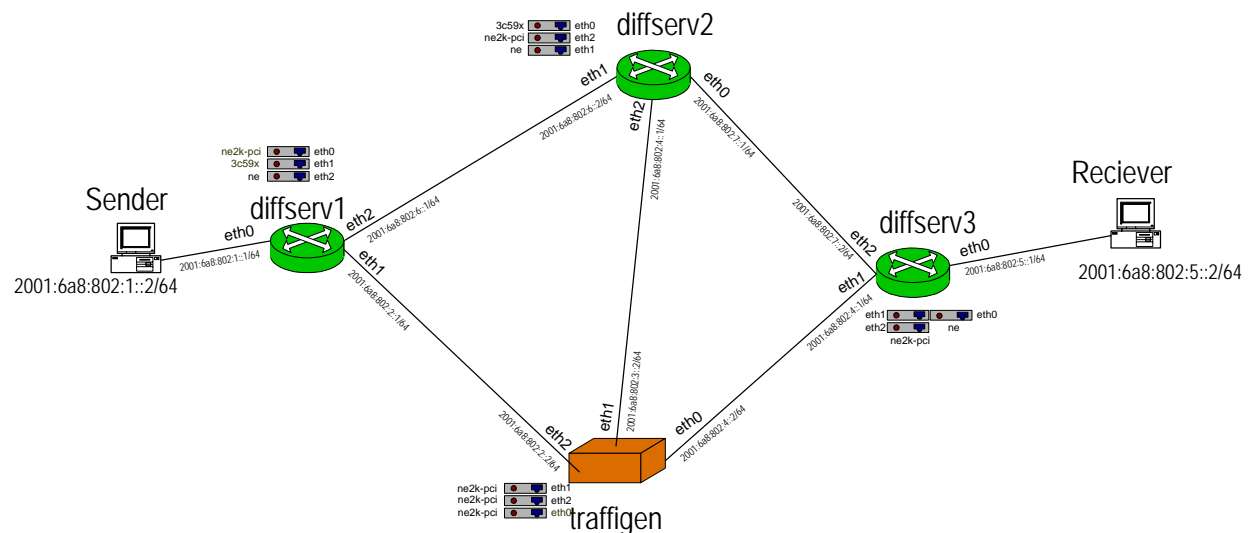 diffserv2
3c59x eth0
ne2k-pci eth2
ne eth1
eth1
2001:6a8:802:6::2/64
eth2
2001:6a8:802:4::1/64
eth0
2001:6a8:802:7::1/64
ne2k-pci eth0
3c59x eth1
ne eth2
Sender
2001:6a8:802:1::2/64
diffserv1
eth0
2001:6a8:802:1::1/64
eth2
2001:6a8:802:6::1/64
eth1
2001:6a8:802:2::1/64
Reciever
2001:6a8:802:5::2/64
diffserv3
eth2
2001:6a8:802:7::2/64
eth0
2001:6a8:802:5::1/64
eth1
2001:6a8:802:4::1/64
eth1 eth0
eth2
ne2k-pci ne
eth2
2001:6a8:802:2::2/64
eth1
2001:6a8:802:3::2/64
eth0
2001:6a8:802:4::2/64
ne2k-pci eth1
ne2k-pci eth2
ne2k-pci eth0
traffigen